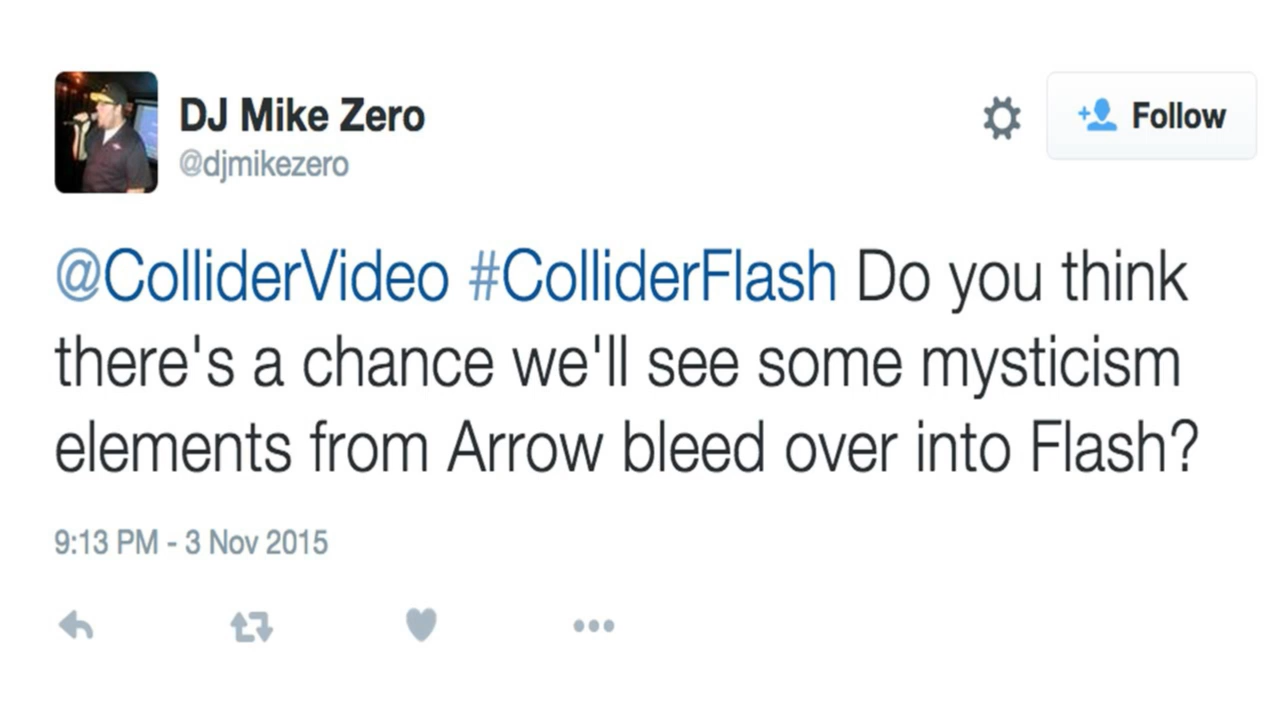 DJ Mike Zero
@djmikezero
Follow
@ColliderVideo #ColliderFlash Do you think
there's a chance we'll see some mysticism
elements from Arrow bleed over into Flash?
9:13 PM - 3 Nov 2015